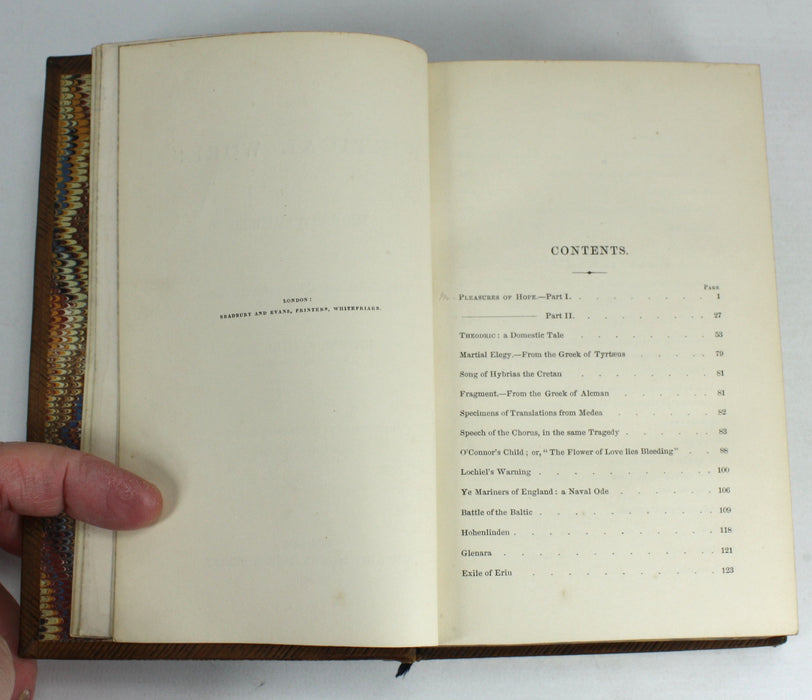 LONDON:
BRADBURY AND EVANS, PRINTERS, WHITEFRIARS.
CONTENTS.
PAGE
PLEASURES OF HOPE.—Part I. . . . . . . . 1
———— Part II. . . . . . . . 27
THEODRIC: a Domestic Tale . . . . . . 53
Martial Elegy.—From the Greek of Tyrtæus . . . . . 79
Song of Hybrias the Cretan . . . . . . 81
Fragment.—From the Greek of Alcman . . . . . 81
Specimens of Translations from Medea . . . . . 82
Speech of the Chorus, in the same Tragedy . . . . . 83
O'Connor's Child; or, "The Flower of Love lies Bleeding" . . 88
Lochiel's Warning . . . . . . . . 100
Ye Mariners of England: a Naval Ode . . . . . 106
Battle of the Baltic . . . . . . . . 109
Hohenlinden . . . . . . . . . 118
Glenara . . . . . . . . . 121
Exile of Erin . . . . . . . . 123